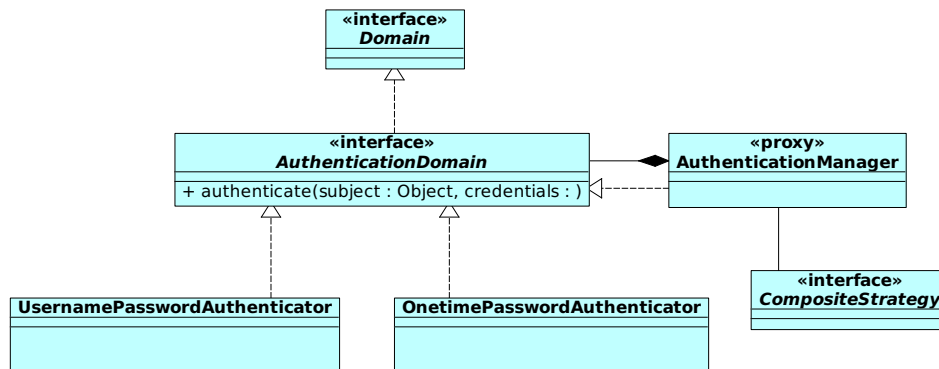 «interface»
Domain
«interface»
AuthenticationDomain
+ authenticate(subject : Object, credentials : )
«proxy»
AuthenticationManager
«interface»
CompositeStrategy
UsernamePasswordAuthenticator
OnetimePasswordAuthenticator